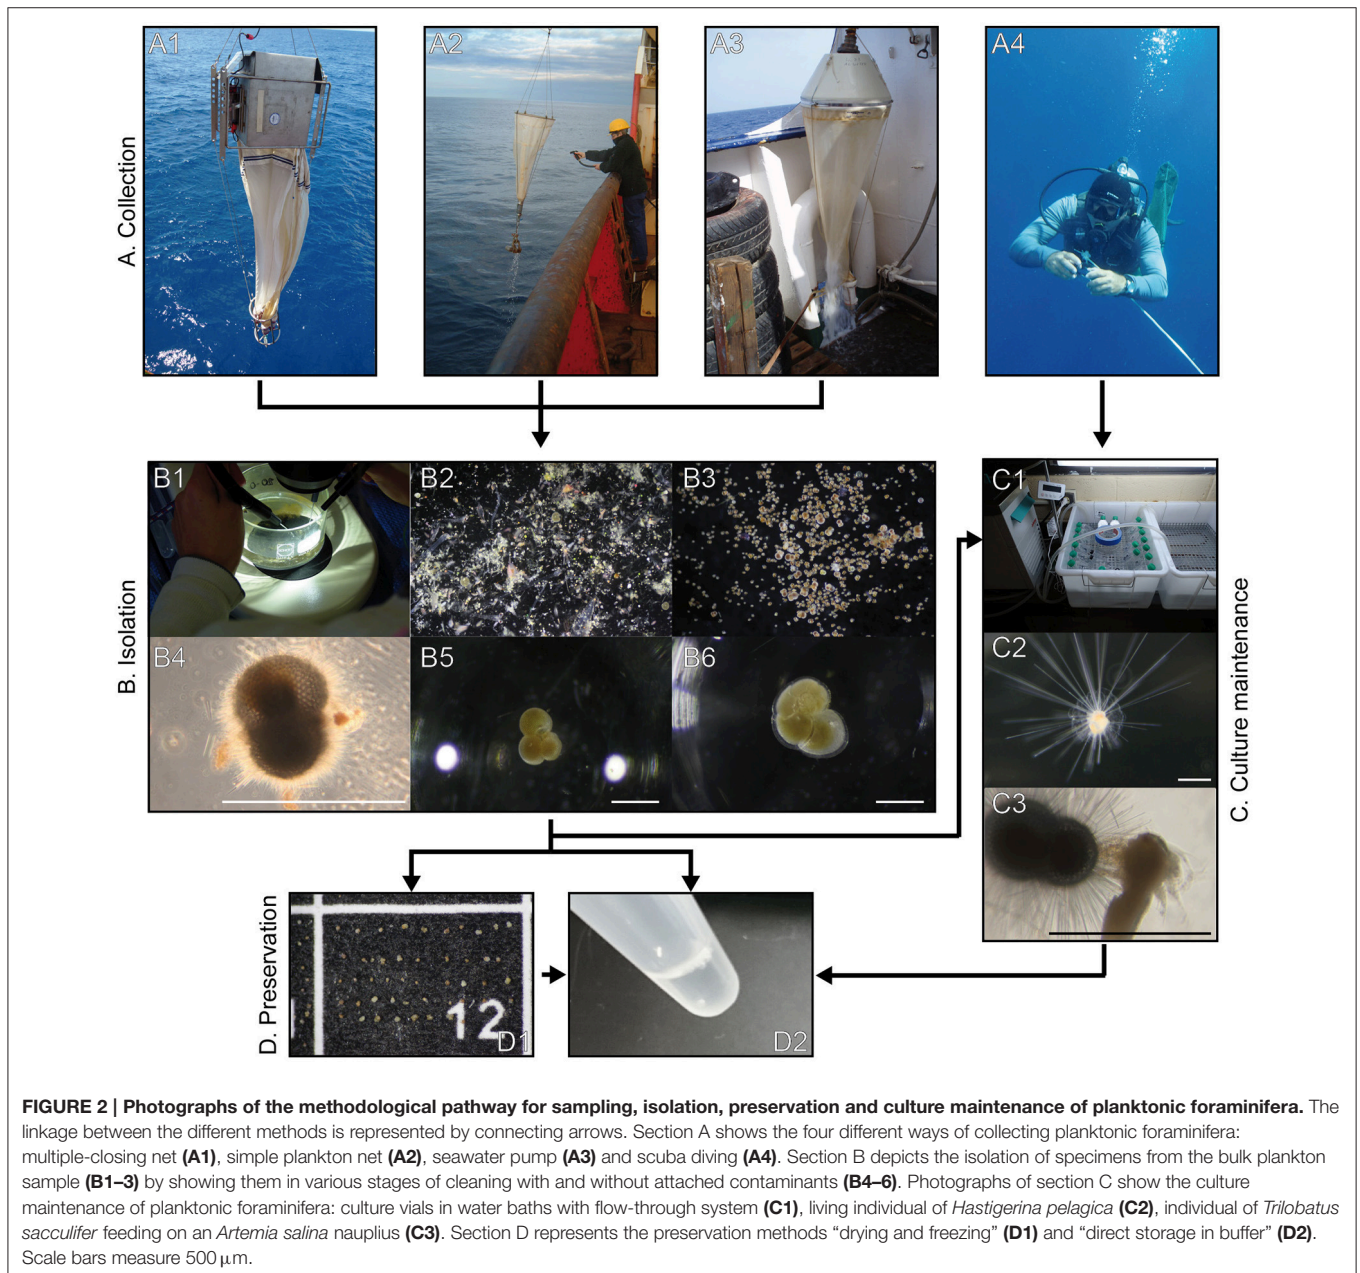 A1
A2
A3
A4
A. Collection
B1
B2
B3
B4
B5
B6
B. Isolation
C1
C2
C3
C. Culture maintenance
12
D1
D2
D. Preservation
FIGURE 2 | Photographs of the methodological pathway for sampling, isolation, preservation and culture maintenance of planktonic foraminifera. The
linkage between the different methods is represented by connecting arrows. Section A shows the four different ways of collecting planktonic foraminifera:
multiple-closing net (A1), simple plankton net (A2), seawater pump (A3) and scuba diving (A4). Section B depicts the isolation of specimens from the bulk plankton
sample (B1–3) by showing them in various stages of cleaning with and without attached contaminants (B4–6). Photographs of section C show the culture
maintenance of planktonic foraminifera: culture vials in water baths with flow-through system (C1), living individual of Hastigerina pelagica (C2), individual of Trilobatus
sacculifer feeding on an Artemia salina nauplius (C3). Section D represents the preservation methods “drying and freezing” (D1) and “direct storage in buffer” (D2).
Scale bars measure 500 μm.